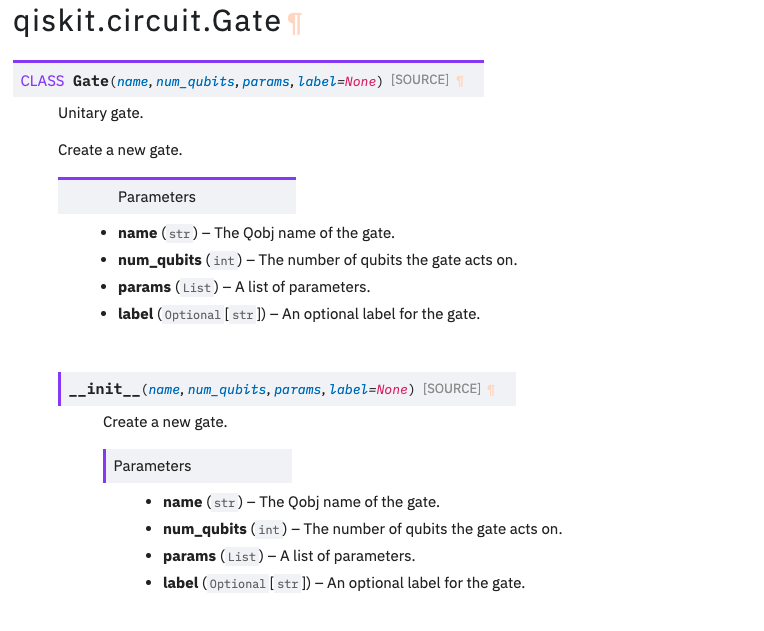 qiskit.circuit.Gate¶
CLASS Gate(name, num_qubits, params, label=None) [SOURCE] ¶
Unitary gate.
Create a new gate.
Parameters
• name (str) – The Qobj name of the gate.
• num_qubits (int) – The number of qubits the gate acts on.
• params (List) – A list of parameters.
• label (Optional[str]) – An optional label for the gate.
__init__(name, num_qubits, params, label=None) [SOURCE] ¶
Create a new gate.
Parameters
• name (str) – The Qobj name of the gate.
• num_qubits (int) – The number of qubits the gate acts on.
• params (List) – A list of parameters.
• label (Optional[str]) – An optional label for the gate.